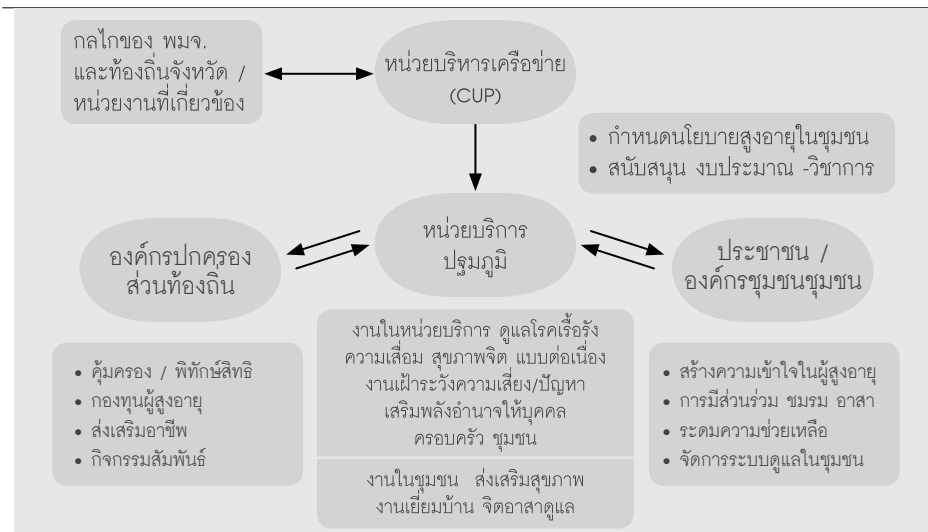 กลไกของ พมจ.
และท้องถิ่นจังหวัด /
หน่วยงานที่เกี่ยวข้อง
หน่วยบริหารเครือข่าย
(CUP)
• กำหนดนโยบายสูงอายุในชุมชน
• สนับสนุน งบประมาณ -วิชาการ
องค์กรปกครอง
ส่วนท้องถิ่น
หน่วยบริการ
ปฐมภูมิ
ประชาชน /
องค์กรชุมชนชุมชน
• คุ้มครอง / พิทักษ์สิทธิ
• กองทุนผู้สูงอายุ
• ส่งเสริมอาชีพ
• กิจกรรมสัมพันธ์
งานในหน่วยบริการ ดูแลโรคเรื้อรัง
ความเสื่อม สุขภาพจิต แบบต่อเนื่อง
งานเฝ้าระวังความเสี่ยง/ปัญหา
เสริมพลังอำนาจให้บุคคล
ครอบครัว ชุมชน
งานในชุมชน ส่งเสริมสุขภาพ
งานเยี่ยมบ้าน จิตอาสาดูแล
• สร้างความเข้าใจในผู้สูงอายุ
• การมีส่วนร่วม ชมรม อาสา
• ระดมความช่วยเหลือ
• จัดการระบบดูแลในชุมชน